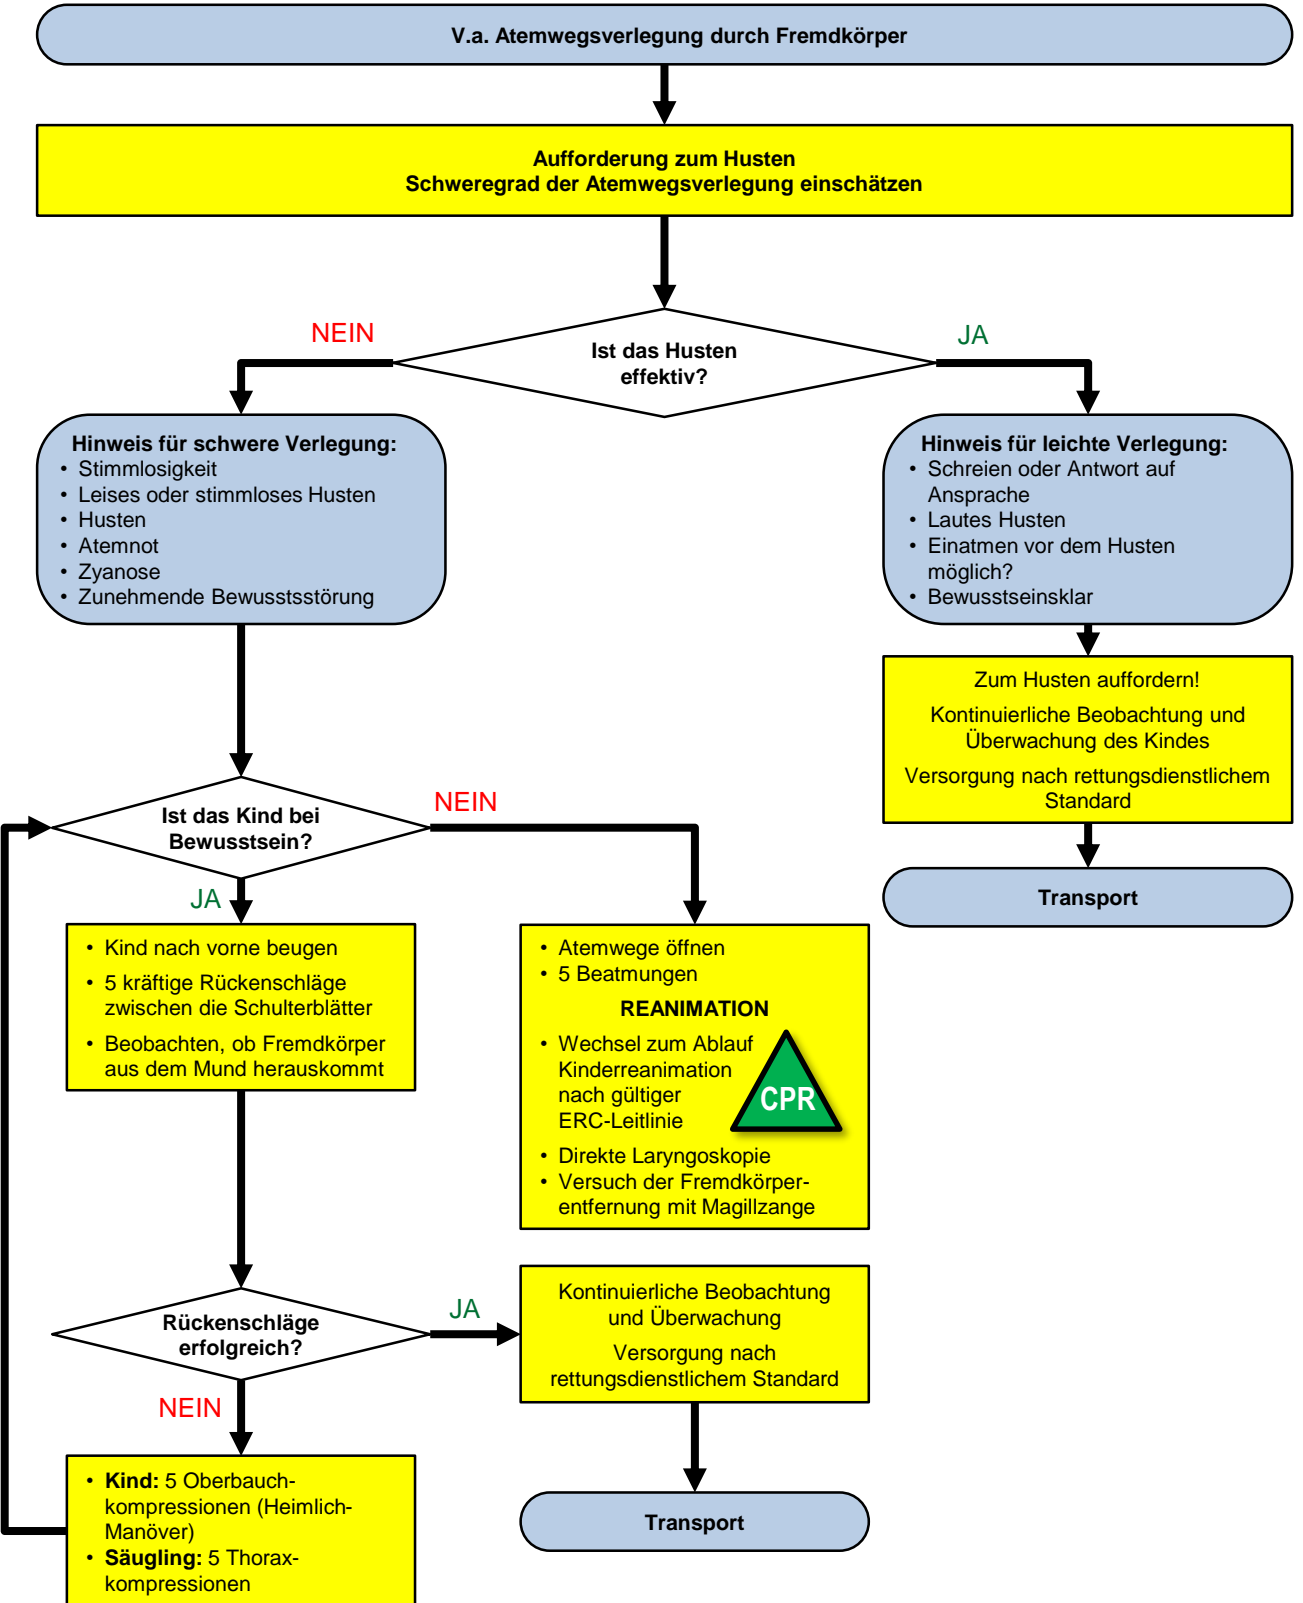 V.a. Atemwegsverlegung durch Fremdkörper
Aufforderung zum Husten
Schweregrad der Atemwegsverlegung einschätzen
NEIN
JA
Ist das Husten
effektiv?
Hinweis für schwere Verlegung:
• Stimmlosigkeit
• Leises oder stimmloses Husten
• Husten
• Atemnot
• Zyanose
• Zunehmende Bewusstsstörung
Hinweis für leichte Verlegung:
• Schreien oder Antwort auf
Ansprache
• Lautes Husten
• Einatmen vor dem Husten
möglich?
• Bewusstseinsklar
Zum Husten auffordern!
Kontinuierliche Beobachtung und
Überwachung des Kindes
Versorgung nach rettungsdienstlichem
Standard
Transport
Ist das Kind bei
Bewusstsein?
NEIN
JA
• Kind nach vorne beugen
• 5 kräftige Rückenschläge
zwischen die Schulterblätter
• Beobachten, ob Fremdkörper
aus dem Mund herauskommt
• Atemwege öffnen
• 5 Beatmungen
REANIMATION
• Wechsel zum Ablauf
Kinderreanimation
nach gültiger
ERC-Leitlinie
CPR
• Direkte Laryngoskopie
• Versuch der Fremdkörper-
entfernung mit Magillzange
Rückenschläge
erfolgreich?
JA
NEIN
Kontinuierliche Beobachtung
und Überwachung
Versorgung nach
rettungsdienstlichem Standard
Transport
• Kind: 5 Oberbauch-
kompressionen (Heimlich-
Manöver)
• Säugling: 5 Thorax-
kompressionen